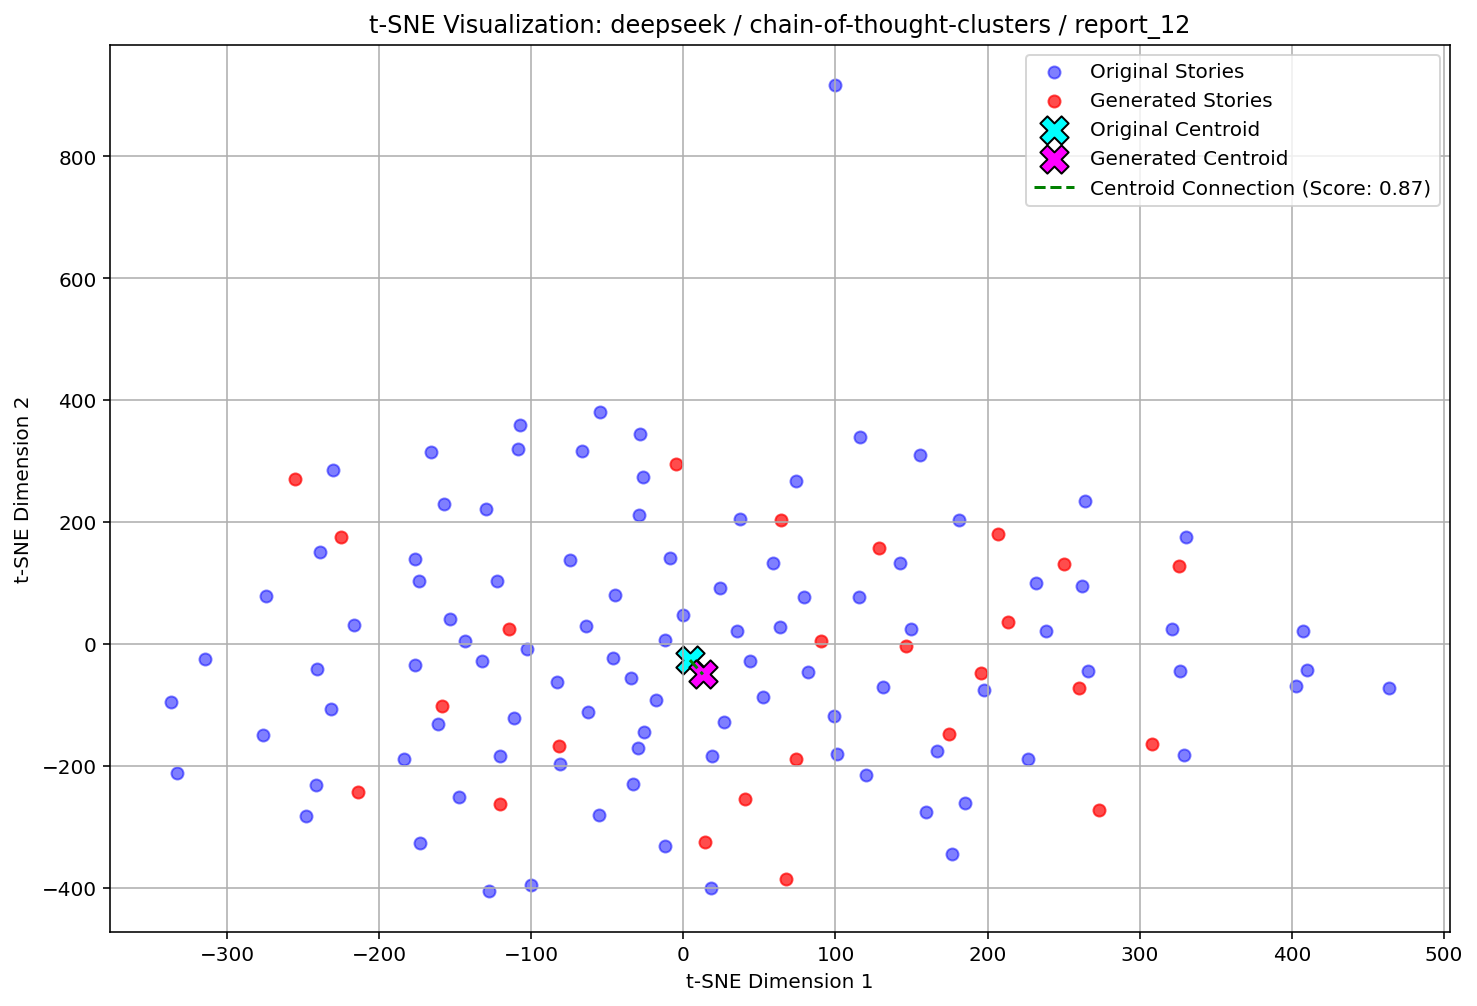 t-SNE Visualization: deepseek / chain-of-thought-clusters / report_12
Original Stories
Generated Stories
Original Centroid
Generated Centroid
Centroid Connection (Score: 0.87)
800
600
400
200
0
−200
−400
t-SNE Dimension 2
−300
−200
−100
0
100
200
300
400
500
t-SNE Dimension 1